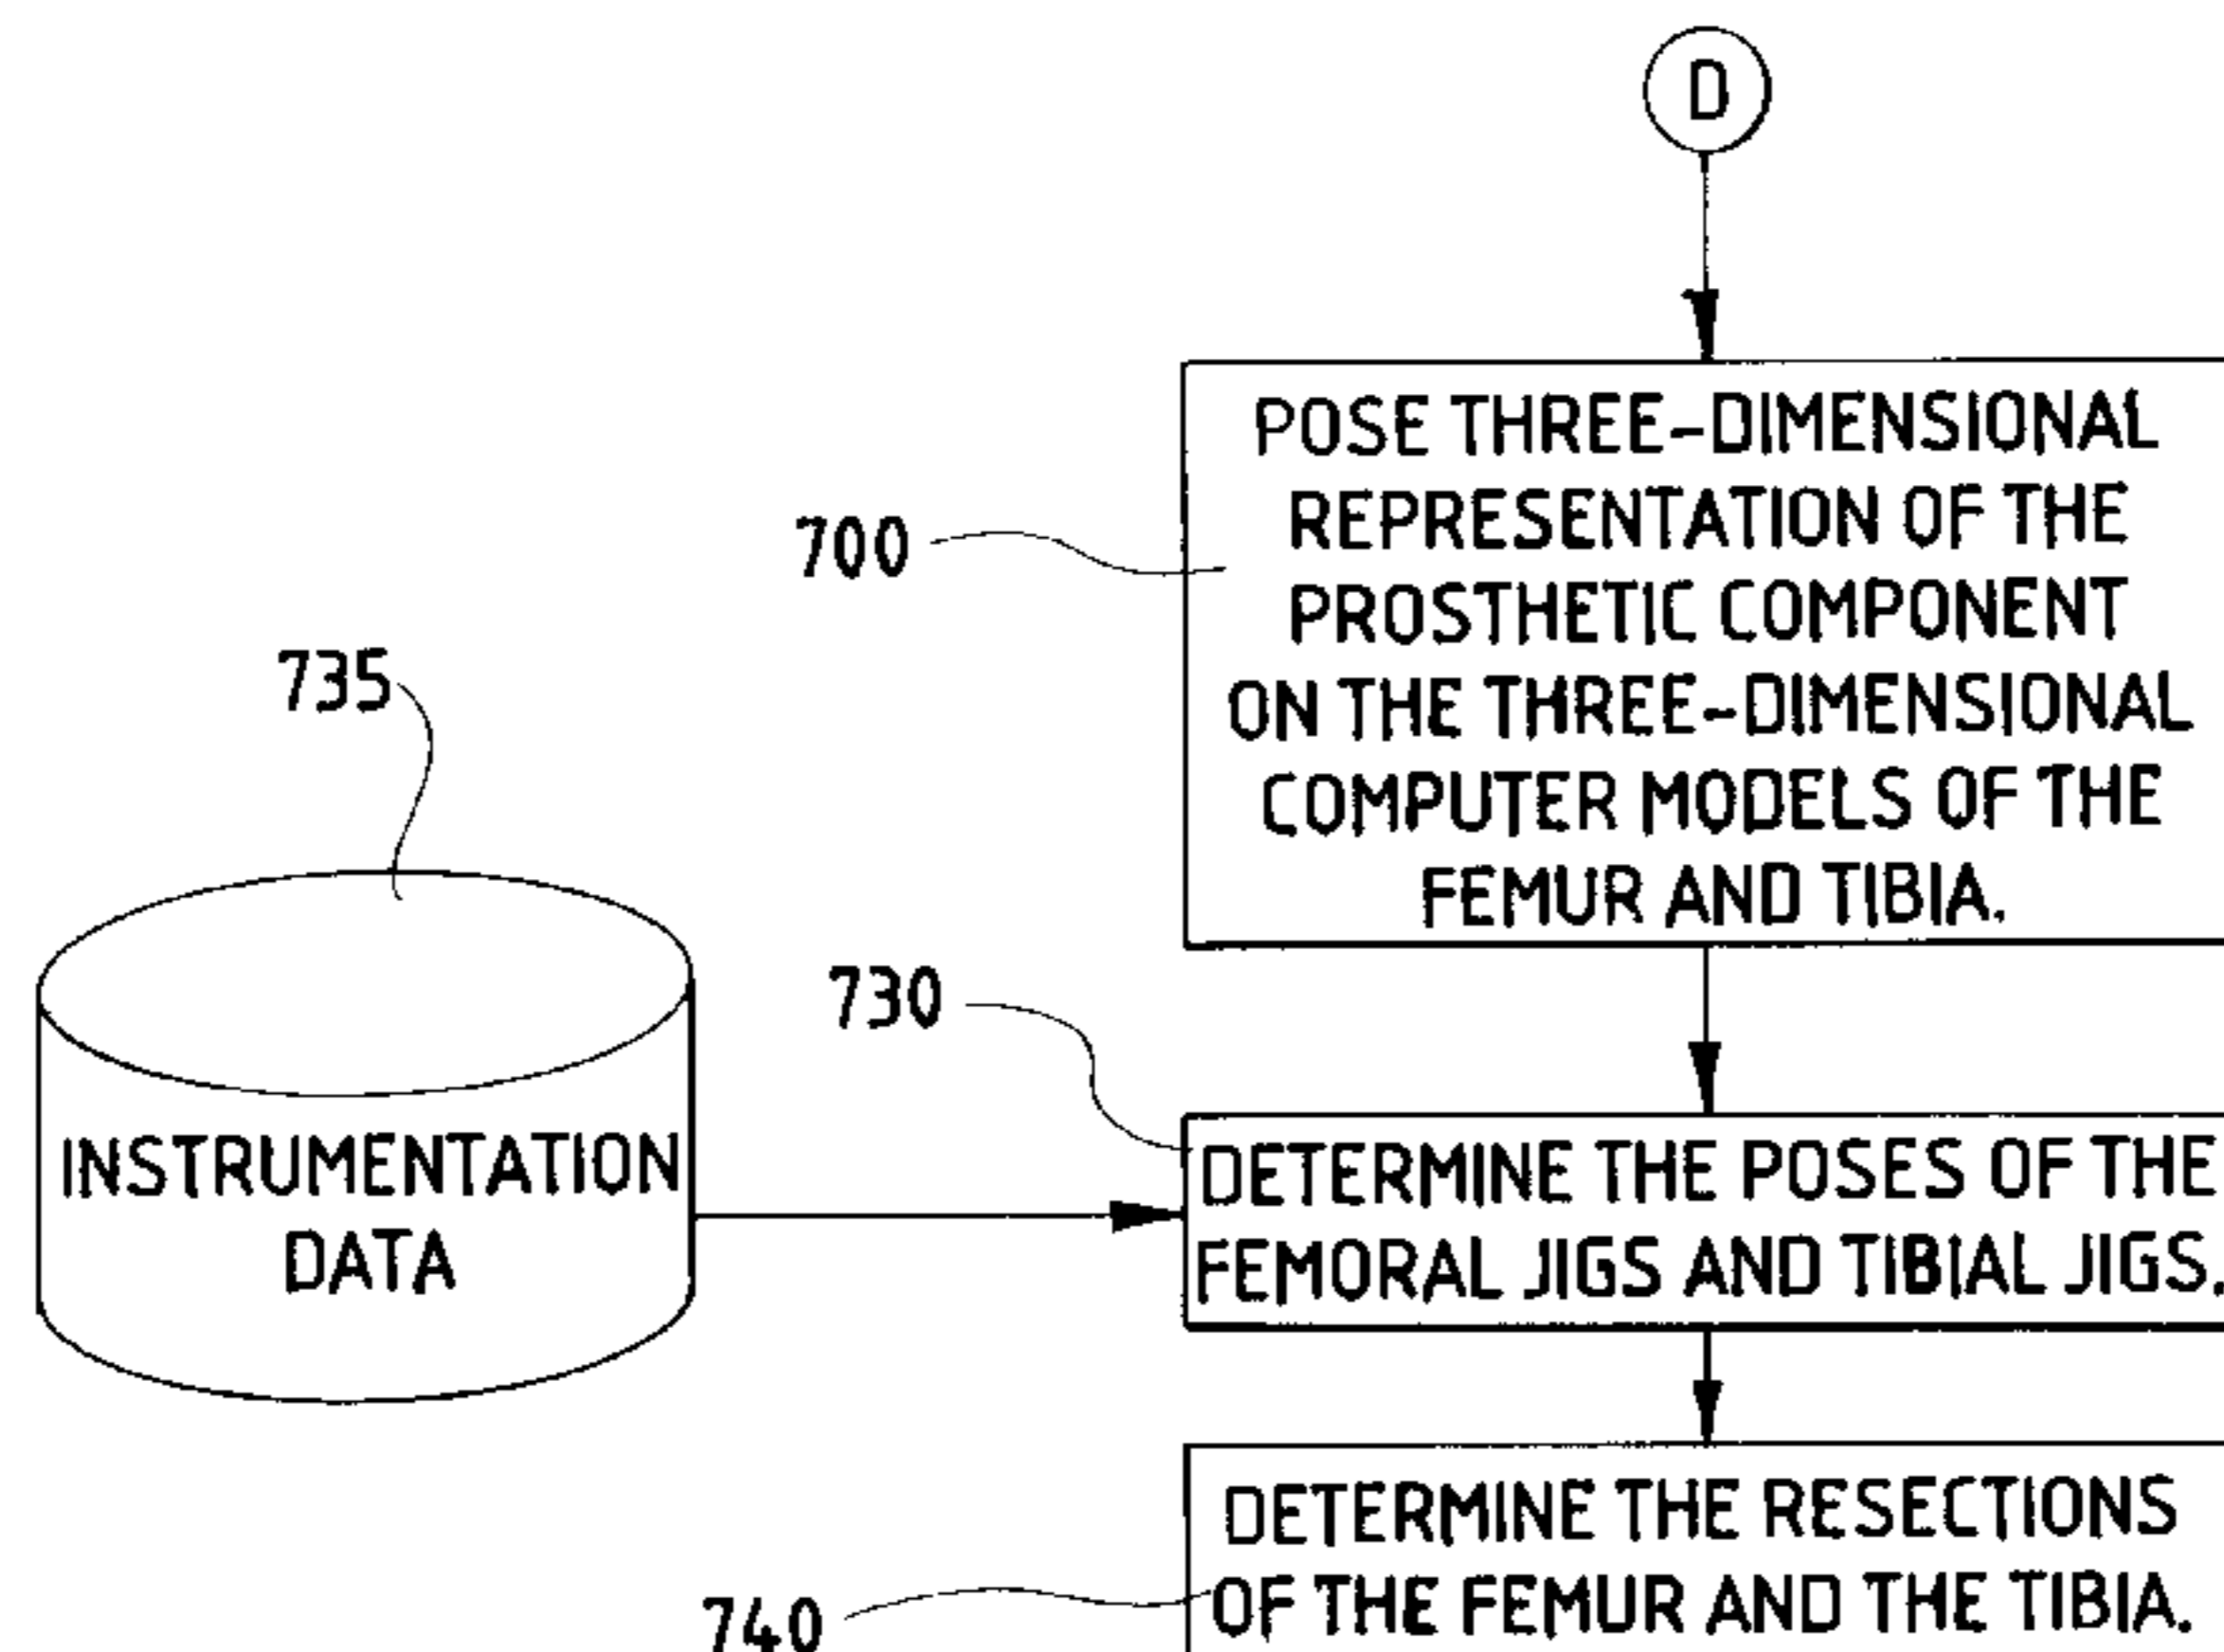 D
POSE THREE-DIMENSIONAL
REPRESENTATION OF THE
PROSTHETIC COMPONENT
ON THE THREE-DIMENSIONAL
COMPUTER MODELS OF THE
FEMUR AND TIBIA.
700
735
730
INSTRUMENTATION
DATA
DETERMINE THE POSES OF THE
FEMORAL JIGS AND TIBIAL JIGS.
DETERMINE THE RESECTIONS
OF THE FEMUR AND THE TIBIA.
740